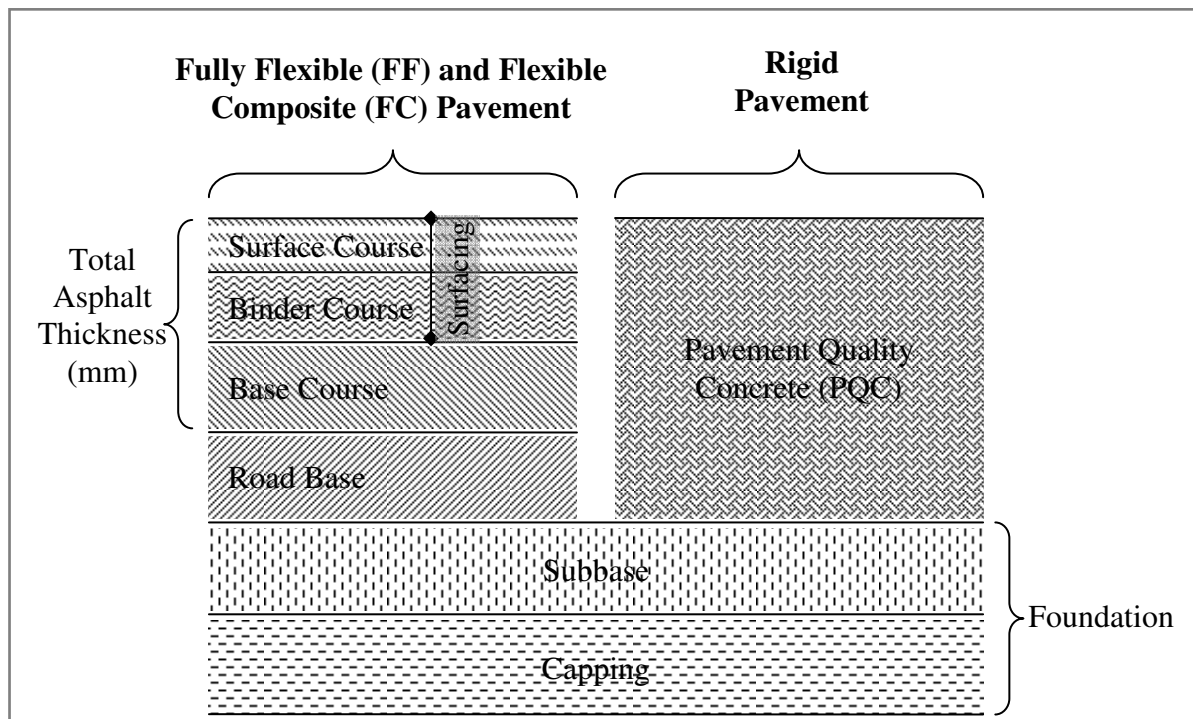 Fully Flexible (FF) and Flexible
Composite (FC) Pavement
Rigid
Pavement
Total
Asphalt
Thickness
(mm)
Surface Course
Binder Course
Surfacing
Base Course
Road Base
Pavement Quality
Concrete (PQC)
Subbase
Capping
Foundation